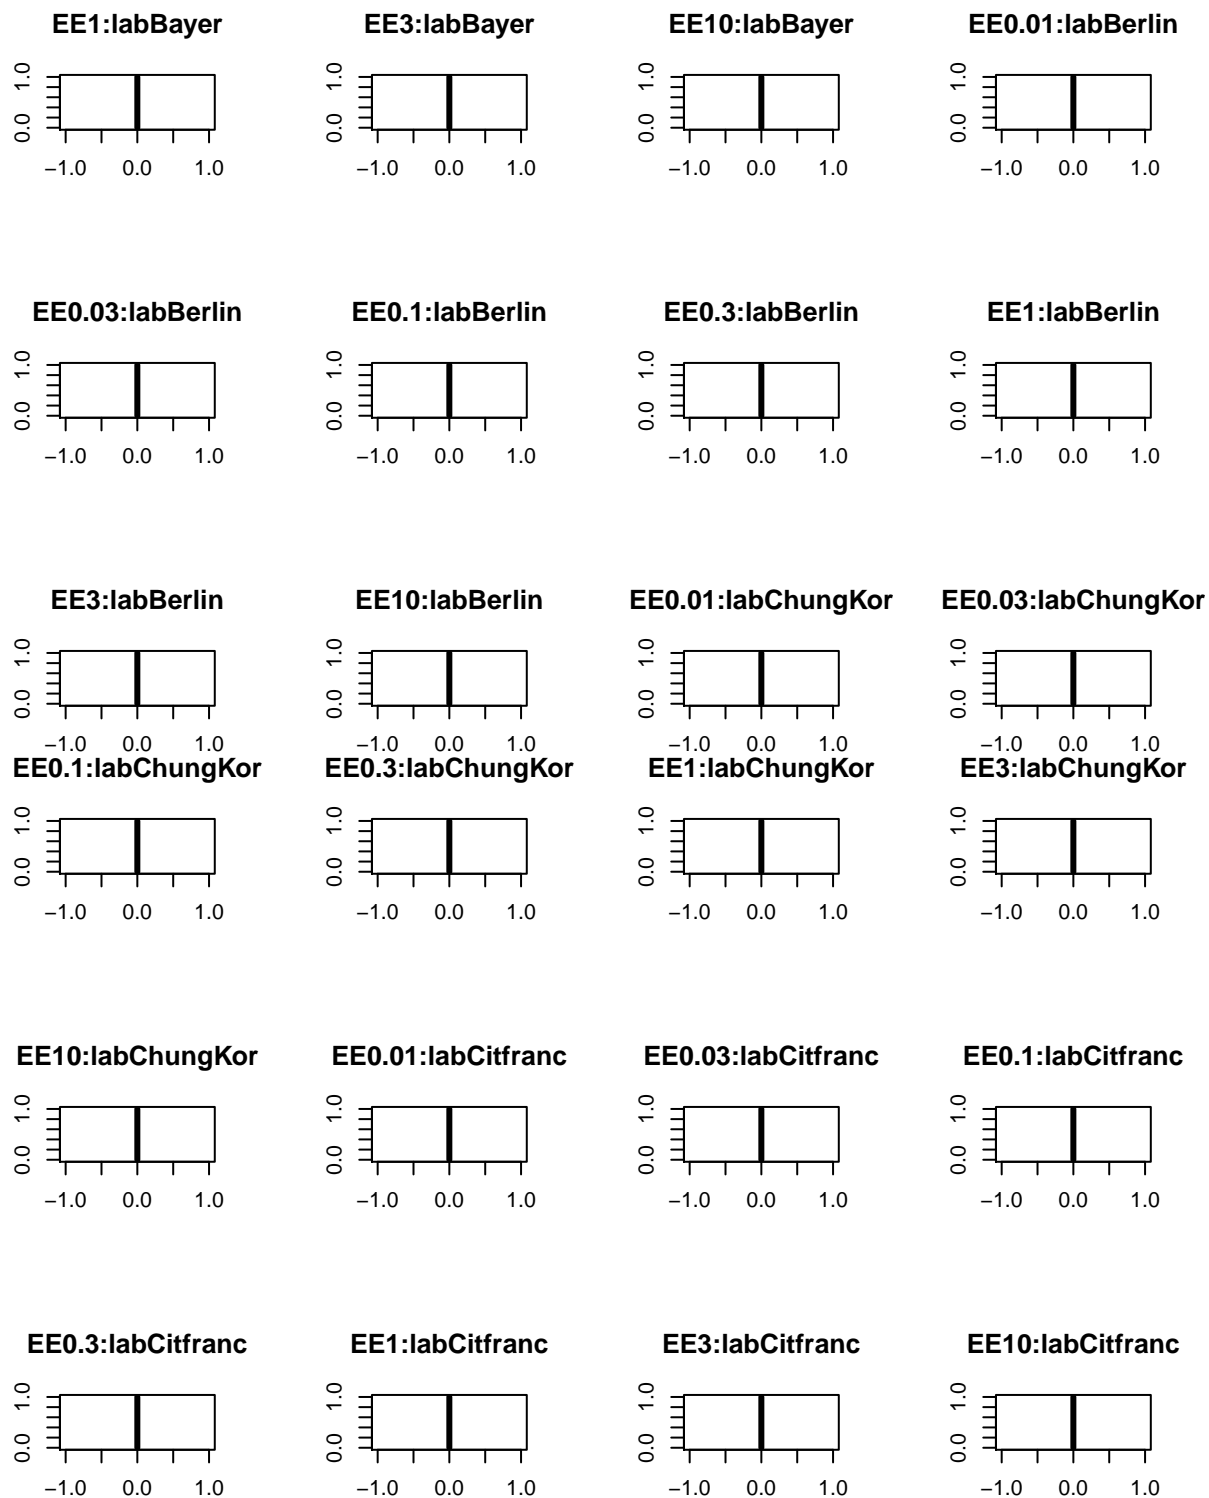 EE1:labBayer EE3:labBayer EE10:labBayer EE0.01:labBerlin
0.0 1.0 0.0 1.0 0.0 1.0 0.0 1.0
−1.0 0.0 1.0 −1.0 0.0 1.0 −1.0 0.0 1.0 −1.0 0.0 1.0
EE0.03:labBerlin EE0.1:labBerlin EE0.3:labBerlin EE1:labBerlin
0.0 1.0 0.0 1.0 0.0 1.0 0.0 1.0
−1.0 0.0 1.0 −1.0 0.0 1.0 −1.0 0.0 1.0 −1.0 0.0 1.0
EE3:labBerlin EE10:labBerlin EE0.01:labChungKor EE0.03:labChungKor
0.0 1.0 0.0 1.0 0.0 1.0 0.0 1.0
−1.0 0.0 1.0 −1.0 0.0 1.0 −1.0 0.0 1.0 −1.0 0.0 1.0
EE0.1:labChungKor EE0.3:labChungKor EE1:labChungKor EE3:labChungKor
0.0 1.0 0.0 1.0 0.0 1.0 0.0 1.0
−1.0 0.0 1.0 −1.0 0.0 1.0 −1.0 0.0 1.0 −1.0 0.0 1.0
EE10:labChungKor EE0.01:labCitfranc EE0.03:labCitfranc EE0.1:labCitfranc
0.0 1.0 0.0 1.0 0.0 1.0 0.0 1.0
−1.0 0.0 1.0 −1.0 0.0 1.0 −1.0 0.0 1.0 −1.0 0.0 1.0
EE0.3:labCitfranc EE1:labCitfranc EE3:labCitfranc EE10:labCitfranc
0.0 1.0 0.0 1.0 0.0 1.0 0.0 1.0
−1.0 0.0 1.0 −1.0 0.0 1.0 −1.0 0.0 1.0 −1.0 0.0 1.0